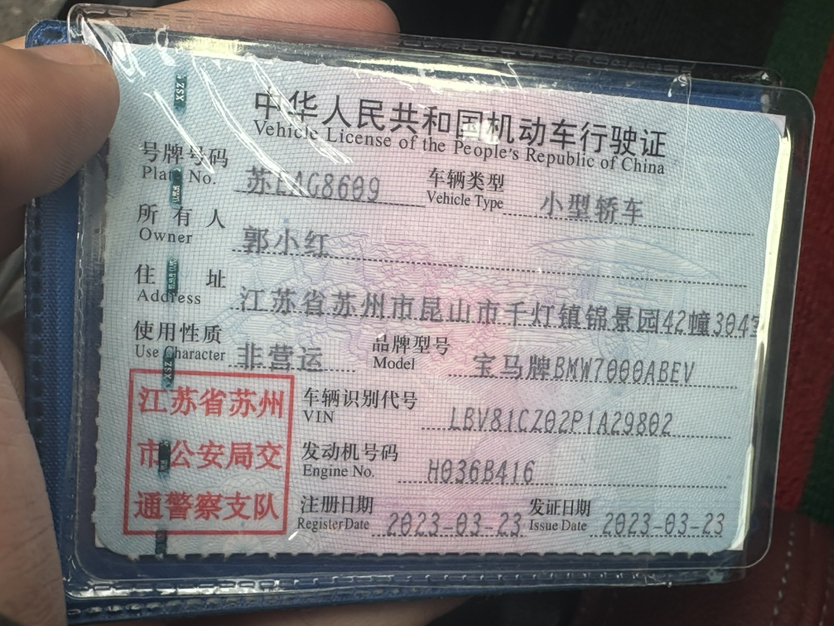 中华人民共和国机动车行驶证
Vehicle License of the People's Republic of China
号牌号码 苏EAG8609 车辆类型 小型轿车
Plate No. Vehicle Type
所有人 郭小红
Owner
住址 江苏省苏州市昆山市千灯镇锦景园42幢304室
Address
使用性质 非营运 品牌型号 宝马牌BMW7000ABEV
Use Character Model
江苏省苏州
市公安局交
通警察支队
车辆识别代号 LBV81CZ02P1A29802
VIN
发动机号码 H036B416
Engine No.
注册日期 2023-03-23 发证日期 2023-03-23
Register Date Issue Date